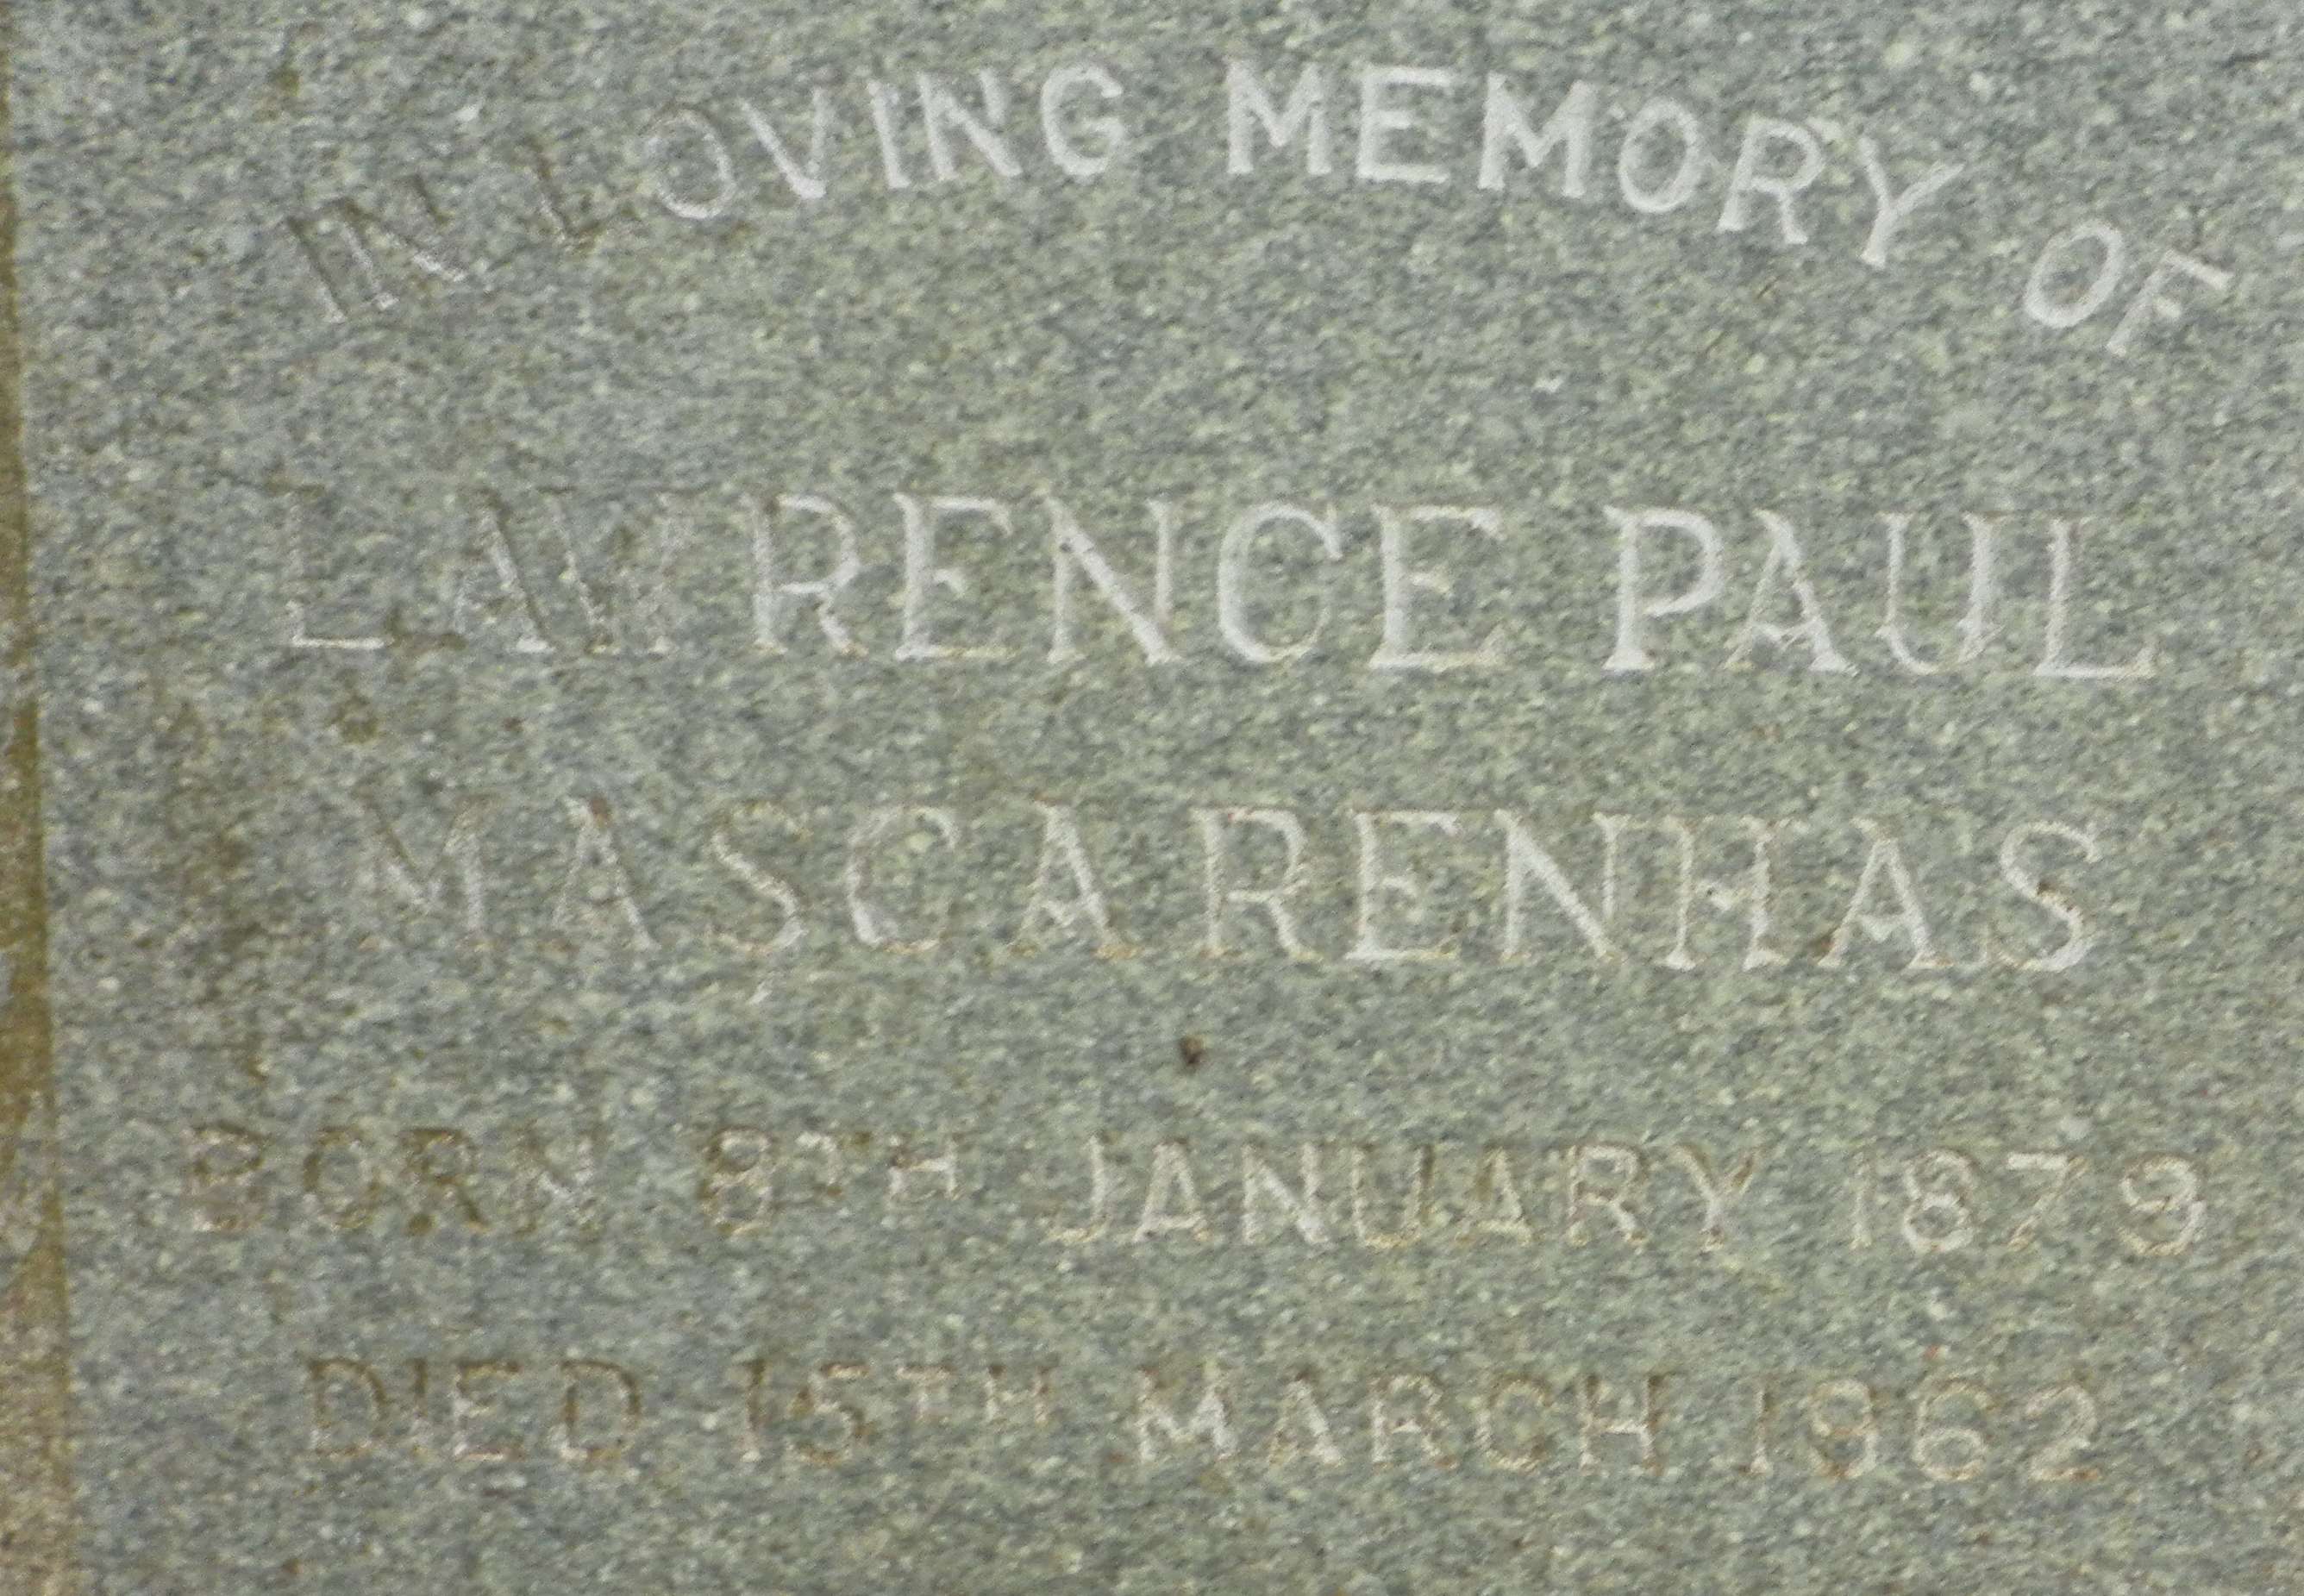 IN LOVING MEMORY OF
LAWRENCE PAUL
MASCARENHAS
BORN 8TH JANUARY 1879
DIED 15TH MARCH 1962